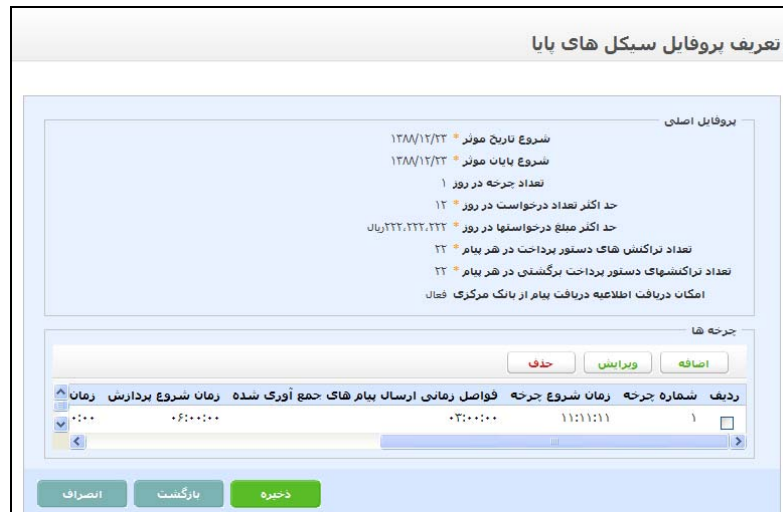 تعریف پروفایل سیکل های پایا
پروفایل اصلی
شروع تاریخ موثر * ۱۳۸۸/۱۲/۲۳
شروع پایان موثر * ۱۳۸۸/۱۲/۲۳
تعداد چرخه در روز ۱
حد اکثر تعداد درخواست در روز * ۱۲
حد اکثر مبلغ درخواستها در روز * ۲۲۲,۲۲۲,۲۲۲ریال
تعداد تراکنش های دستور پرداخت در هر پیام * ۲۲
تعداد تراکنشهای دستور پرداخت برگشتی در هر پیام * ۲۲
امکان دریافت اطلاعیه دریافت پیام از بانک مرکزی فعال
چرخه ها
اضافه ویرایش حذف
ردیف شماره چرخه زمان شروع چرخه فواصل زمانی ارسال پیام های جمع آوری شده زمان شروع پردازش زمان
۱ ۱۱:۱۱:۱۱ ۰۳:۰۰:۰۰ ۰۶:۰۰:۰۰ ۰:۰۰
ذخیره بازگشت انصراف